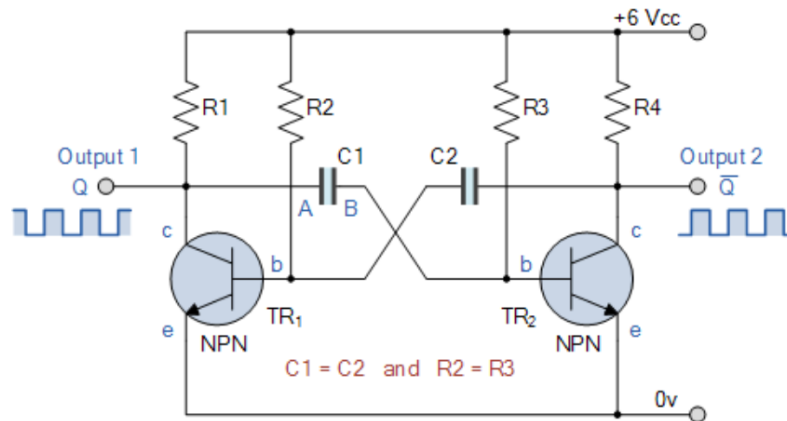 +6 Vcc
R1
R2
R3
R4
Output 1
C1
C2
Output 2
Q
A
B
Q̅
c
c
b
b
TR₁
TR₂
e
e
NPN
NPN
C1 = C2 and R2 = R3
0v